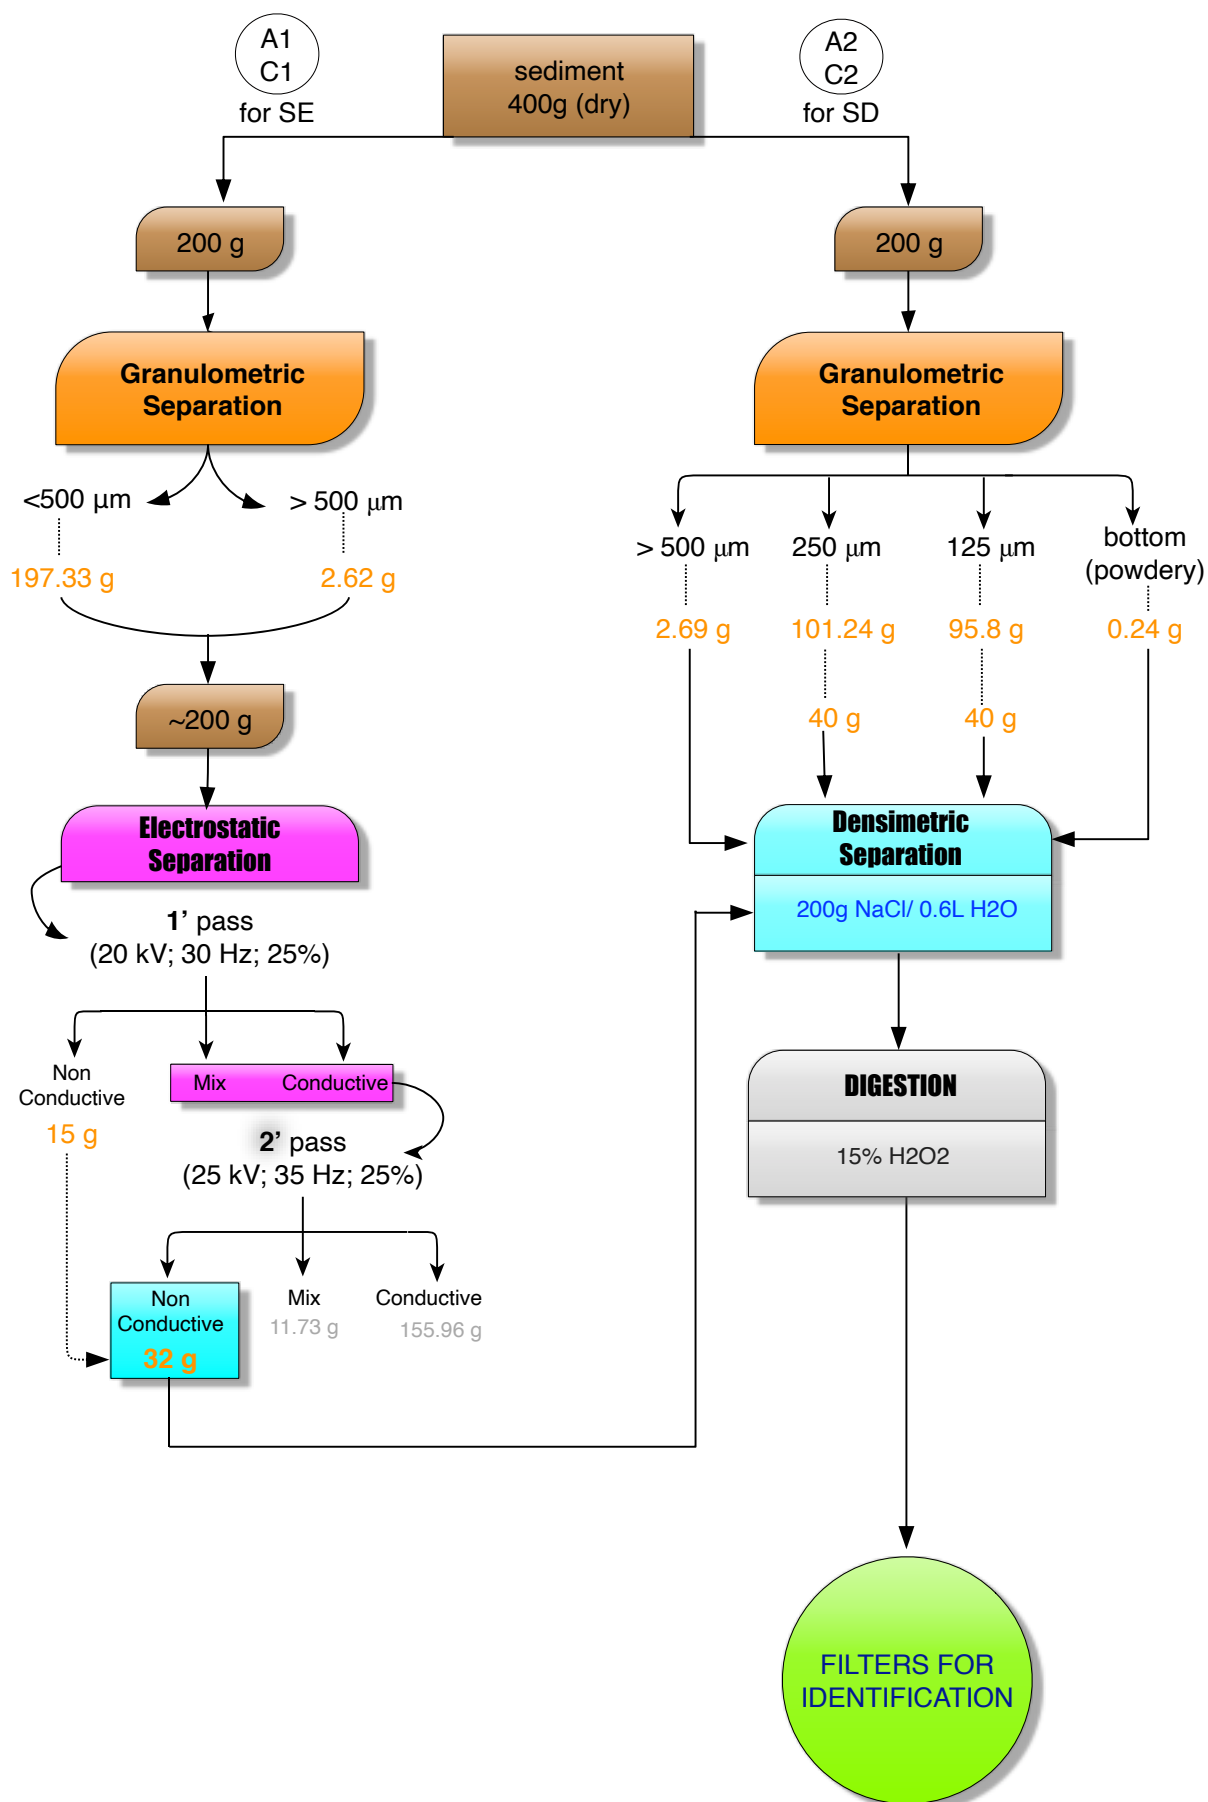 A1
C1
for SE
sediment
400g (dry)
A2
C2
for SD
200 g
200 g
Granulometric
Separation
Granulometric
Separation
<500 μm
> 500 μm
197.33 g
2.62 g
> 500 μm
250 μm
125 μm
bottom
(powdery)
2.69 g
101.24 g
95.8 g
0.24 g
40 g
40 g
~200 g
Electrostatic
Separation
Densimetric
Separation
200g NaCl/ 0.6L H2O
1’ pass
(20 kV; 30 Hz; 25%)
Non
Conductive
15 g
Mix
Conductive
2’ pass
(25 kV; 35 Hz; 25%)
DIGESTION
15% H2O2
Non
Conductive
32 g
Mix
11.73 g
Conductive
155.96 g
FILTERS FOR
IDENTIFICATION